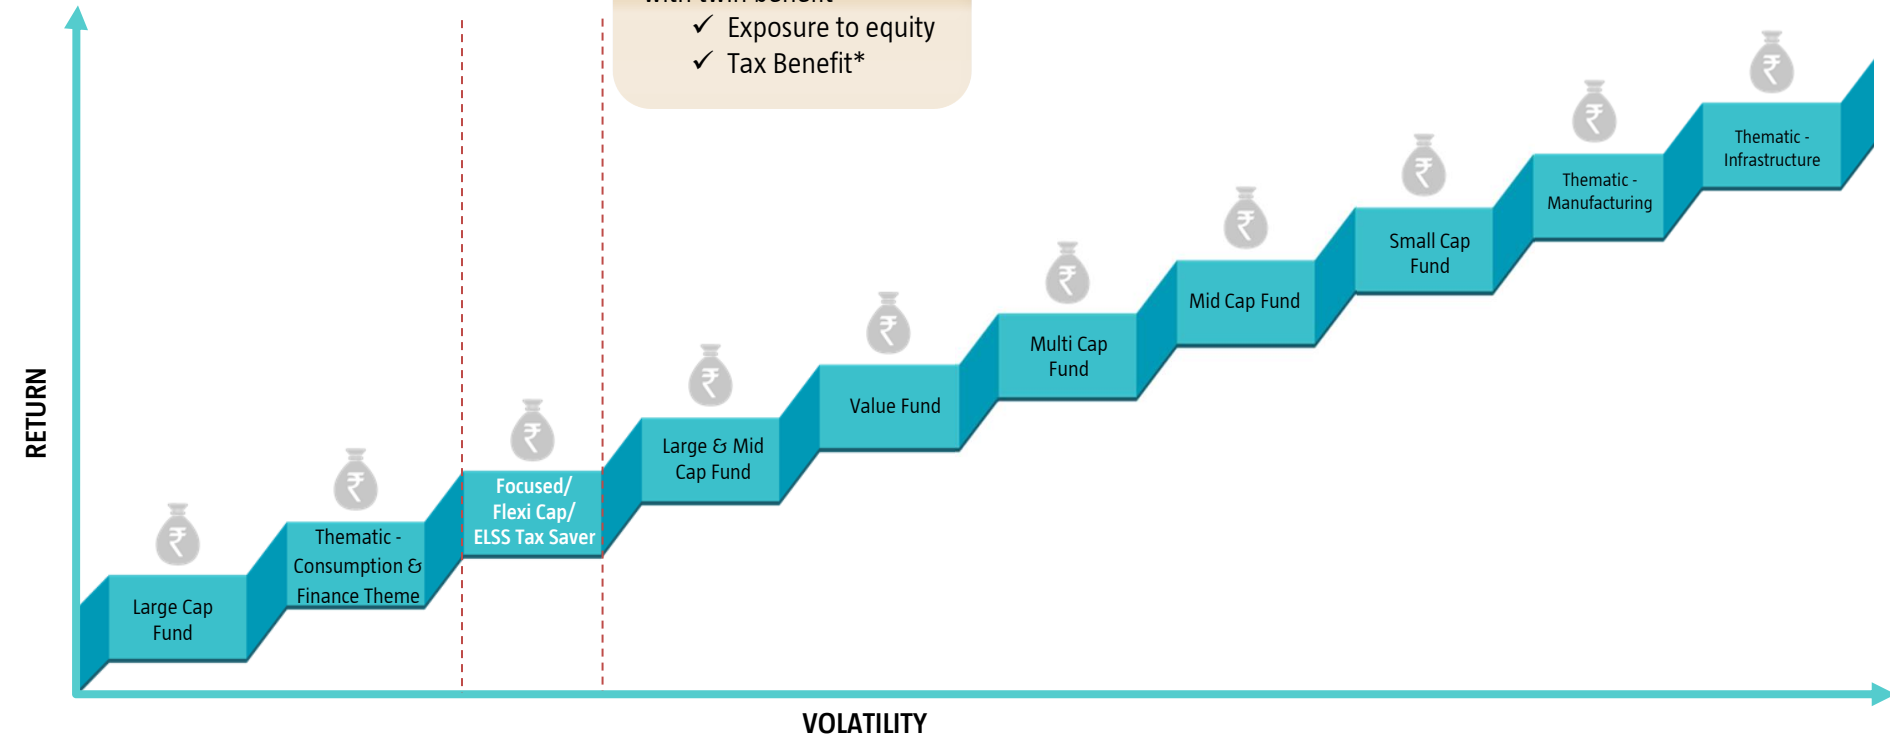 Exposure to equity
Tax Benefit*
Thematic -
Infrastructure
Thematic -
Manufacturing
Small Cap
Fund
Mid Cap Fund
Multi Cap
Fund
Value Fund
Large & Mid
Cap Fund
Focused/
Flexi Cap/
ELSS Tax Saver
Thematic -
Consumption &
Finance Theme
Large Cap
Fund
RETURN
VOLATILITY